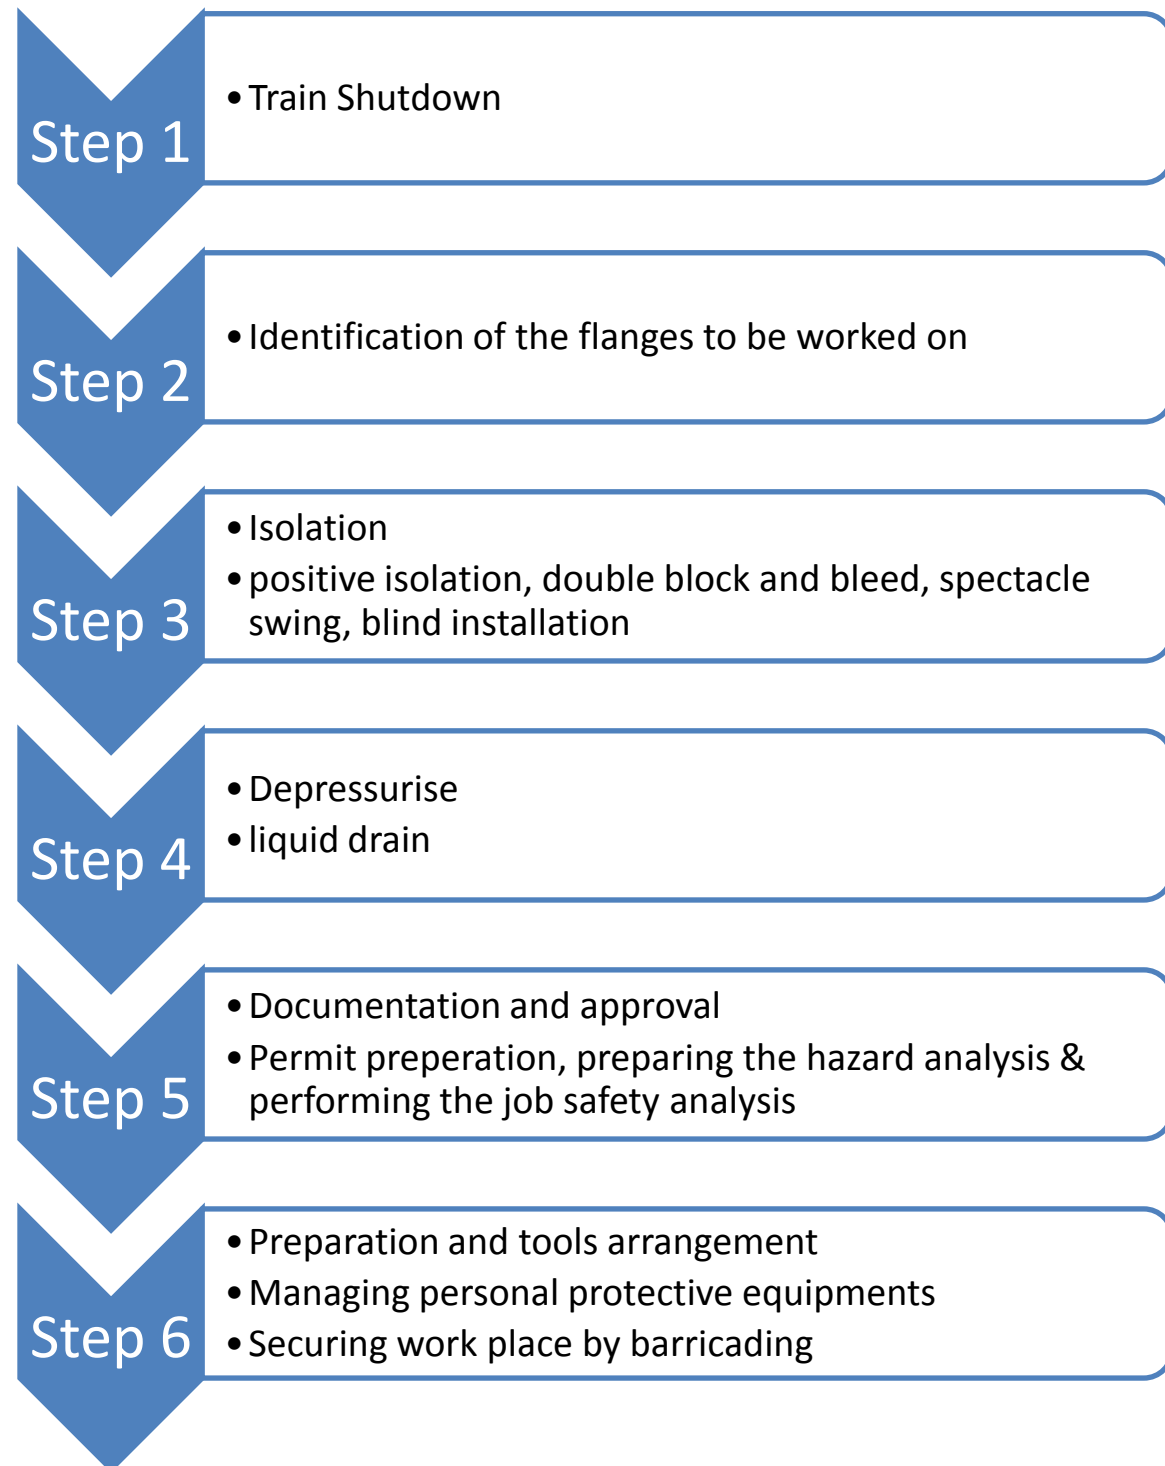 Step 1
• Train Shutdown
Step 2
• Identification of the flanges to be worked on
Step 3
• Isolation
• positive isolation, double block and bleed, spectacle
swing, blind installation
Step 4
• Depressurise
• liquid drain
Step 5
• Documentation and approval
• Permit preperation, preparing the hazard analysis &
performing the job safety analysis
Step 6
• Preparation and tools arrangement
• Managing personal protective equipments
• Securing work place by barricading